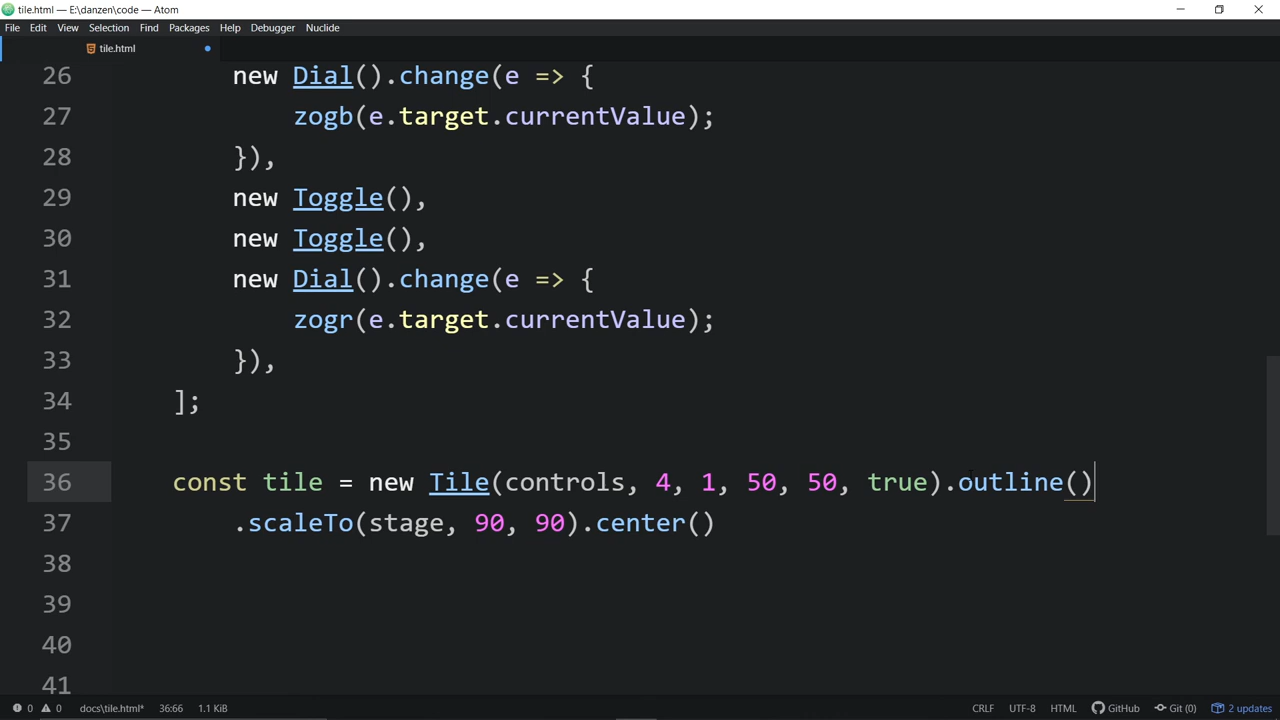 tile.html — E:\danzen\code — Atom
File Edit View Selection Find Packages Help Debugger Nuclide
tile.html
26 new Dial().change(e => {
27 zogb(e.target.currentValue);
28 }),
29 new Toggle(),
30 new Toggle(),
31 new Dial().change(e => {
32 zogr(e.target.currentValue);
33 }),
34 ];
35
36 const tile = new Tile(controls, 4, 1, 50, 50, true).outline()
37 .scaleTo(stage, 90, 90).center()
38
39
40
41
0 0 docs\tile.html* 36:66 1.1 KiB CRLF UTF-8 HTML GitHub Git (0) 2 updates